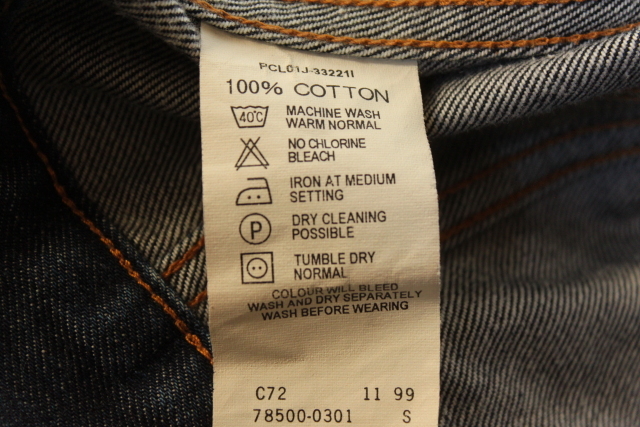 PCL01J-33221I
100% COTTON
40°C MACHINE WASH
WARM NORMAL
NO CHLORINE
BLEACH
IRON AT MEDIUM
SETTING
P DRY CLEANING
POSSIBLE
TUMBLE DRY
NORMAL
COLOUR WILL BLEED
WASH AND DRY SEPARATELY
WASH BEFORE WEARING
C72 11 99
78500-0301 S